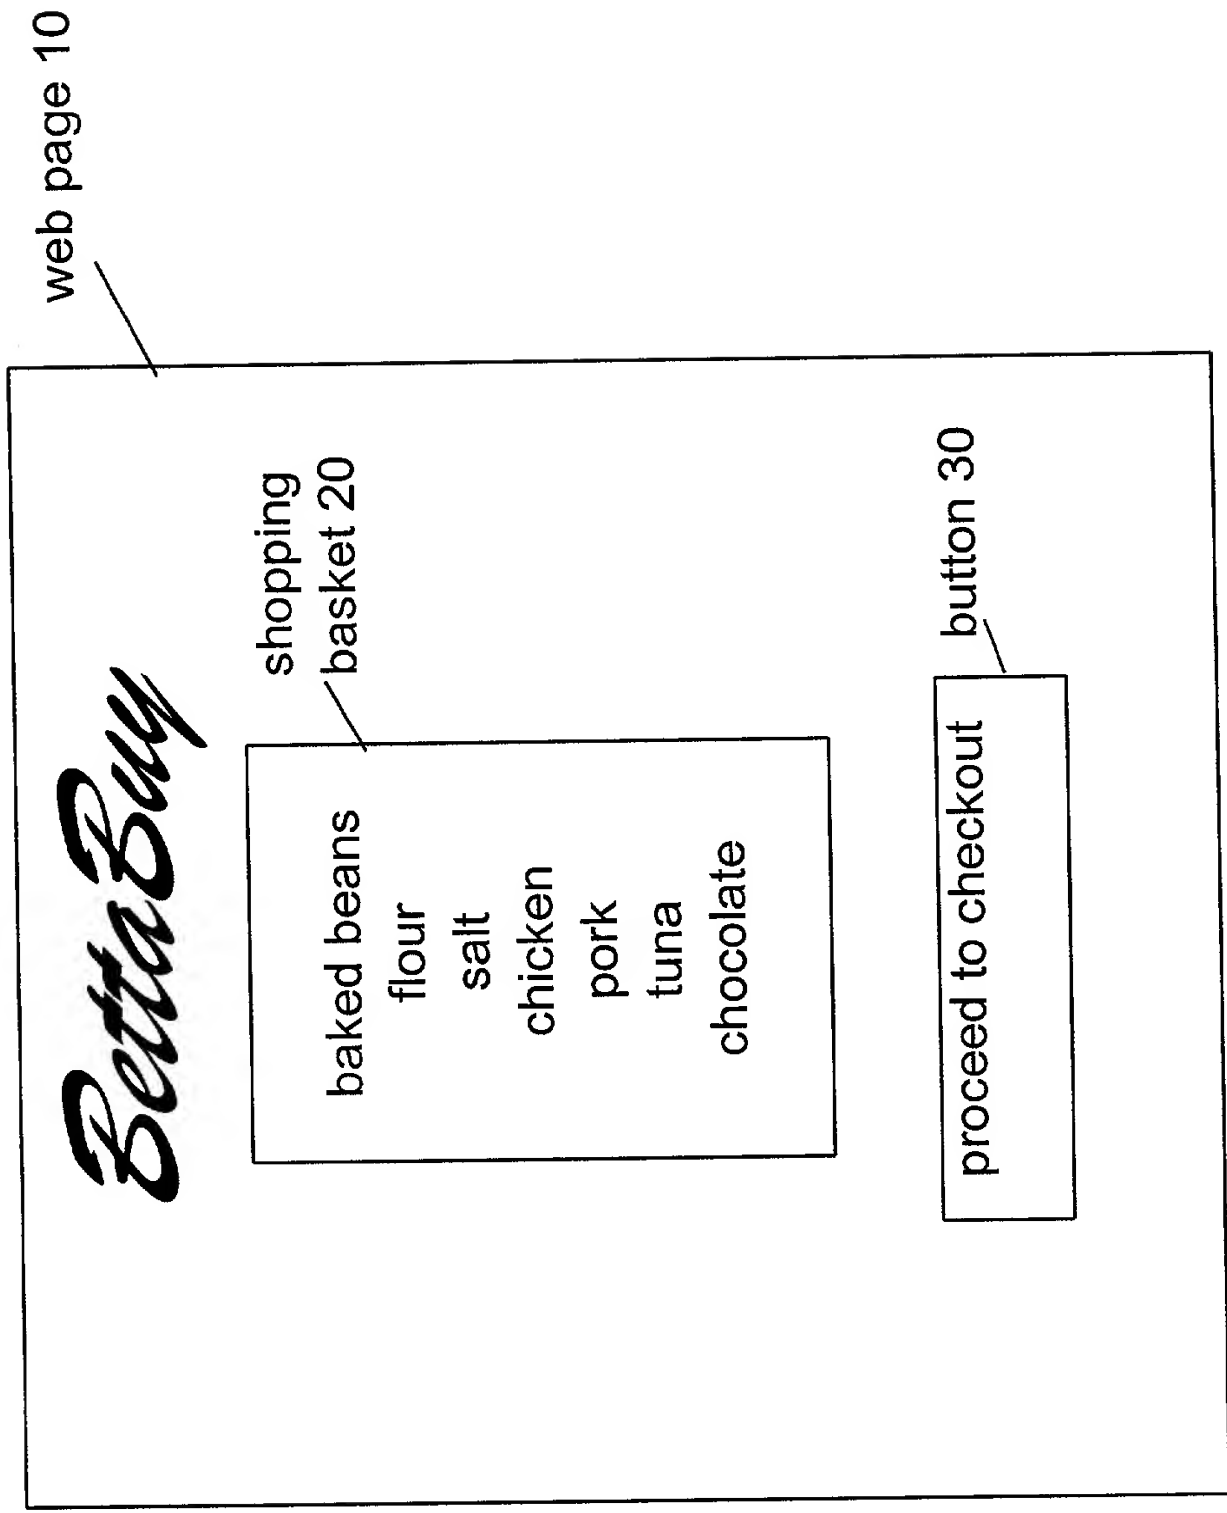 web page 10
BettaBuy
shopping
basket 20
baked beans
flour
salt
chicken
pork
tuna
chocolate
button 30
proceed to checkout